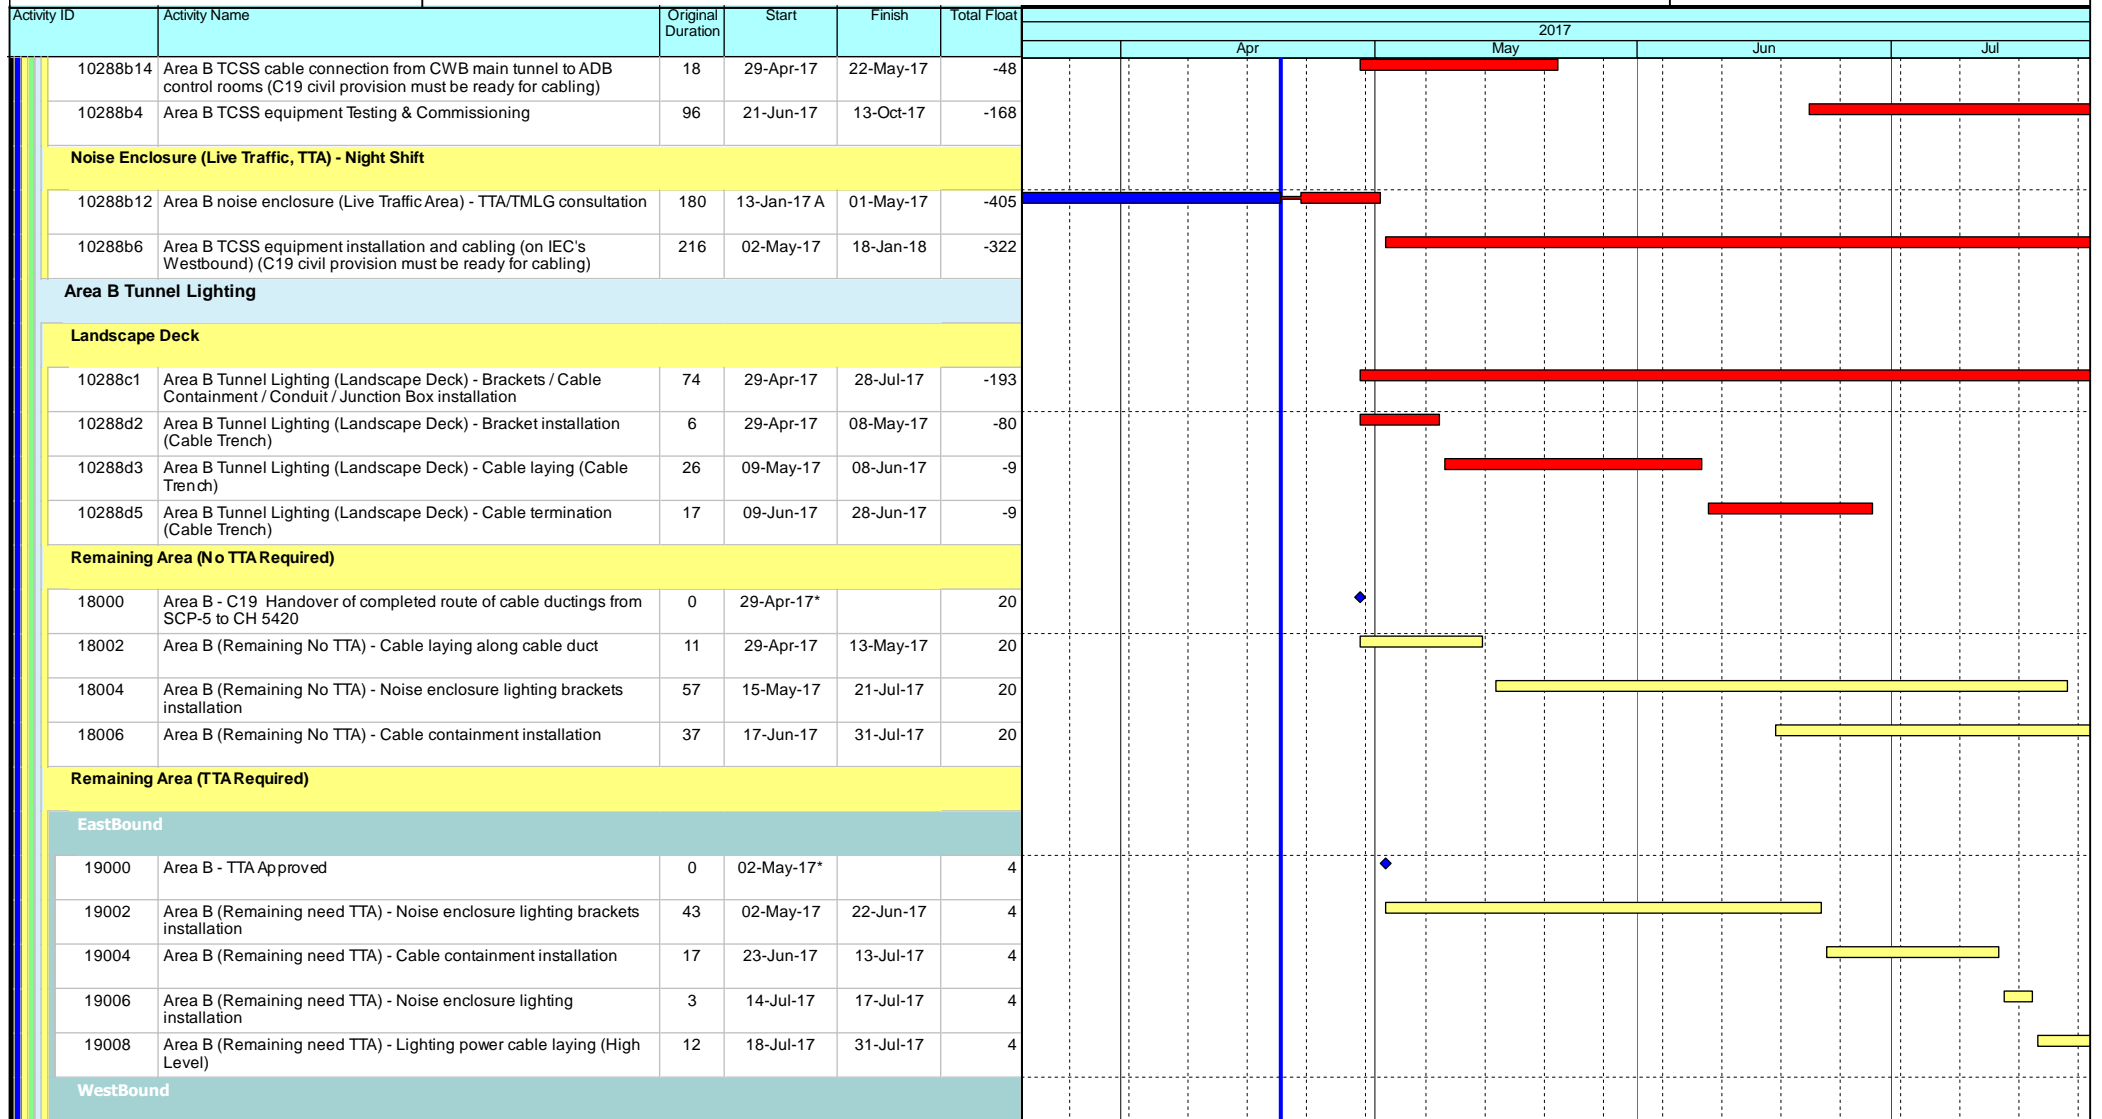 Activity ID Activity Name Original Duration Start Finish Total Float
2017
Apr May Jun Jul
10288b14 Area B TCSS cable connection from CWB main tunnel to ADB 18 29-Apr-17 22-May-17 -48
control rooms (C19 civil provision must be ready for cabling)
10288b4 Area B TCSS equipment Testing & Commissioning 96 21-Jun-17 13-Oct-17 -168
Noise Enclosure (Live Traffic, TTA) - Night Shift
10288b12 Area B noise enclosure (Live Traffic Area) - TTA/TMLG consultation 180 13-Jan-17 A 01-May-17 -405
10288b6 Area B TCSS equipment installation and cabling (on IEC's 216 02-May-17 18-Jan-18 -322
Westbound) (C19 civil provision must be ready for cabling)
Area B Tunnel Lighting
Landscape Deck
10288c1 Area B Tunnel Lighting (Landscape Deck) - Brackets / Cable 74 29-Apr-17 28-Jul-17 -193
Containment / Conduit / Junction Box installation
10288d2 Area B Tunnel Lighting (Landscape Deck) - Bracket installation 6 29-Apr-17 08-May-17 -80
(Cable Trench)
10288d3 Area B Tunnel Lighting (Landscape Deck) - Cable laying (Cable 26 09-May-17 08-Jun-17 -9
Trench)
10288d5 Area B Tunnel Lighting (Landscape Deck) - Cable termination 17 09-Jun-17 28-Jun-17 -9
(Cable Trench)
Remaining Area (No TTA Required)
18000 Area B - C19 Handover of completed route of cable ductings from 0 29-Apr-17* 20
SCP-5 to CH 5420
18002 Area B (Remaining No TTA) - Cable laying along cable duct 11 29-Apr-17 13-May-17 20
18004 Area B (Remaining No TTA) - Noise enclosure lighting brackets 57 15-May-17 21-Jul-17 20
installation
18006 Area B (Remaining No TTA) - Cable containment installation 37 17-Jun-17 31-Jul-17 20
Remaining Area (TTA Required)
EastBound
19000 Area B - TTA Approved 0 02-May-17* 4
19002 Area B (Remaining need TTA) - Noise enclosure lighting brackets 43 02-May-17 22-Jun-17 4
installation
19004 Area B (Remaining need TTA) - Cable containment installation 17 23-Jun-17 13-Jul-17 4
19006 Area B (Remaining need TTA) - Noise enclosure lighting 3 14-Jul-17 17-Jul-17 4
installation
19008 Area B (Remaining need TTA) - Lighting power cable laying (High 12 18-Jul-17 31-Jul-17 4
Level)
WestBound